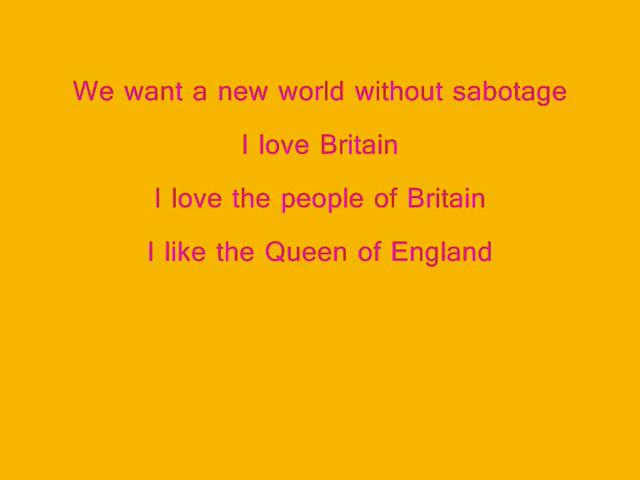 We want a new world without sabotage
I love Britain
I love the people of Britain
I like the Queen of England